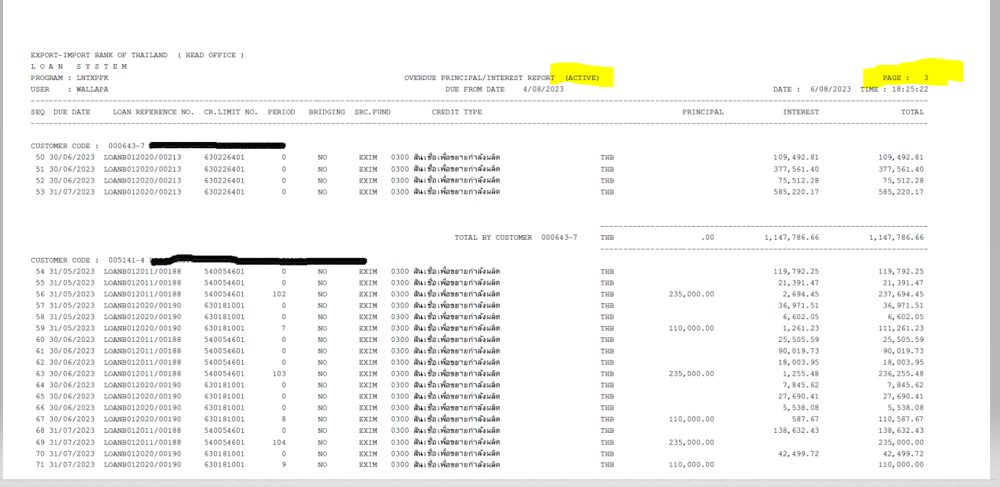 EXPORT-IMPORT BANK OF THAILAND ( HEAD OFFICE )
L O A N S Y S T E M
PROGRAM : LNTXPFK OVERDUE PRINCIPAL/INTEREST REPORT (ACTIVE) PAGE : 3
USER : WALLAPA DUE FROM DATE 4/08/2023 DATE : 6/08/2023 TIME : 18:25:22
SEQ DUE DATE LOAN REFERENCE NO. CR.LIMIT NO. PERIOD BRIDGING SRC.FUND CREDIT TYPE PRINCIPAL INTEREST TOTAL
CUSTOMER CODE : 000643-7
50 30/06/2023 LOANB012020/00213 630226401 0 NO EXIM 0300 สินเชื่อเพื่อขยายกำลังผลิต THB 109,492.81 109,492.81
51 30/06/2023 LOANB012020/00213 630226401 0 NO EXIM 0300 สินเชื่อเพื่อขยายกำลังผลิต THB 377,561.40 377,561.40
52 30/06/2023 LOANB012020/00213 630226401 0 NO EXIM 0300 สินเชื่อเพื่อขยายกำลังผลิต THB 75,512.28 75,512.28
53 31/07/2023 LOANB012020/00213 630226401 0 NO EXIM 0300 สินเชื่อเพื่อขยายกำลังผลิต THB 585,220.17 585,220.17
TOTAL BY CUSTOMER 000643-7 THB .00 1,147,786.66 1,147,786.66
CUSTOMER CODE : 005141-4
54 31/05/2023 LOANB012011/00188 540054601 0 NO EXIM 0300 สินเชื่อเพื่อขยายกำลังผลิต THB 119,792.25 119,792.25
55 31/05/2023 LOANB012011/00188 540054601 0 NO EXIM 0300 สินเชื่อเพื่อขยายกำลังผลิต THB 21,391.47 21,391.47
56 31/05/2023 LOANB012011/00188 540054601 102 NO EXIM 0300 สินเชื่อเพื่อขยายกำลังผลิต THB 235,000.00 2,694.45 237,694.45
57 31/05/2023 LOANB012020/00190 630181001 0 NO EXIM 0300 สินเชื่อเพื่อขยายกำลังผลิต THB 36,971.51 36,971.51
58 31/05/2023 LOANB012020/00190 630181001 0 NO EXIM 0300 สินเชื่อเพื่อขยายกำลังผลิต THB 6,602.05 6,602.05
59 31/05/2023 LOANB012020/00190 630181001 7 NO EXIM 0300 สินเชื่อเพื่อขยายกำลังผลิต THB 110,000.00 1,261.23 111,261.23
60 30/06/2023 LOANB012011/00188 540054601 0 NO EXIM 0300 สินเชื่อเพื่อขยายกำลังผลิต THB 25,505.59 25,505.59
61 30/06/2023 LOANB012011/00188 540054601 0 NO EXIM 0300 สินเชื่อเพื่อขยายกำลังผลิต THB 90,019.73 90,019.73
62 30/06/2023 LOANB012011/00188 540054601 0 NO EXIM 0300 สินเชื่อเพื่อขยายกำลังผลิต THB 18,003.95 18,003.95
63 30/06/2023 LOANB012011/00188 540054601 103 NO EXIM 0300 สินเชื่อเพื่อขยายกำลังผลิต THB 235,000.00 1,255.48 236,255.48
64 30/06/2023 LOANB012020/00190 630181001 0 NO EXIM 0300 สินเชื่อเพื่อขยายกำลังผลิต THB 7,845.62 7,845.62
65 30/06/2023 LOANB012020/00190 630181001 0 NO EXIM 0300 สินเชื่อเพื่อขยายกำลังผลิต THB 27,690.41 27,690.41
66 30/06/2023 LOANB012020/00190 630181001 0 NO EXIM 0300 สินเชื่อเพื่อขยายกำลังผลิต THB 5,538.08 5,538.08
67 30/06/2023 LOANB012020/00190 630181001 8 NO EXIM 0300 สินเชื่อเพื่อขยายกำลังผลิต THB 110,000.00 587.67 110,587.67
68 31/07/2023 LOANB012011/00188 540054601 0 NO EXIM 0300 สินเชื่อเพื่อขยายกำลังผลิต THB 138,632.43 138,632.43
69 31/07/2023 LOANB012011/00188 540054601 104 NO EXIM 0300 สินเชื่อเพื่อขยายกำลังผลิต THB 235,000.00 235,000.00
70 31/07/2023 LOANB012020/00190 630181001 0 NO EXIM 0300 สินเชื่อเพื่อขยายกำลังผลิต THB 42,499.72 42,499.72
71 31/07/2023 LOANB012020/00190 630181001 9 NO EXIM 0300 สินเชื่อเพื่อขยายกำลังผลิต THB 110,000.00 110,000.00